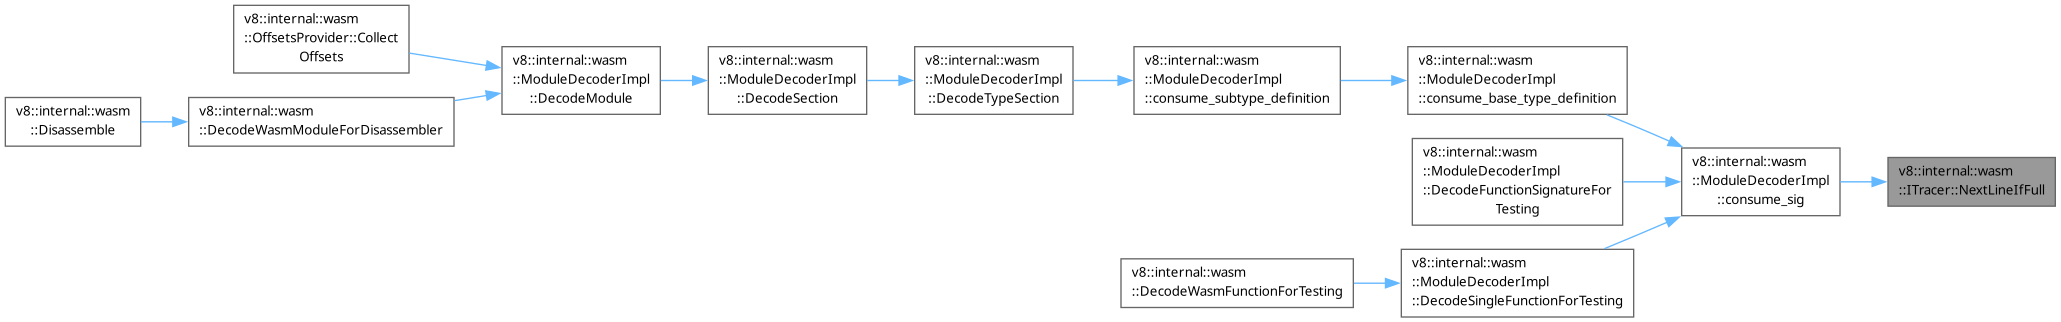 v8::internal::wasm
::OffsetsProvider::Collect
Offsets
v8::internal::wasm
::Disassemble
v8::internal::wasm
::DecodeWasmModuleForDisassembler
v8::internal::wasm
::ModuleDecoderImpl
::DecodeModule
v8::internal::wasm
::ModuleDecoderImpl
::DecodeSection
v8::internal::wasm
::ModuleDecoderImpl
::DecodeTypeSection
v8::internal::wasm
::ModuleDecoderImpl
::consume_subtype_definition
v8::internal::wasm
::ModuleDecoderImpl
::consume_base_type_definition
v8::internal::wasm
::ModuleDecoderImpl
::DecodeFunctionSignatureFor
Testing
v8::internal::wasm
::DecodeWasmFunctionForTesting
v8::internal::wasm
::ModuleDecoderImpl
::DecodeSingleFunctionForTesting
v8::internal::wasm
::ModuleDecoderImpl
::consume_sig
v8::internal::wasm
::ITracer::NextLineIfFull